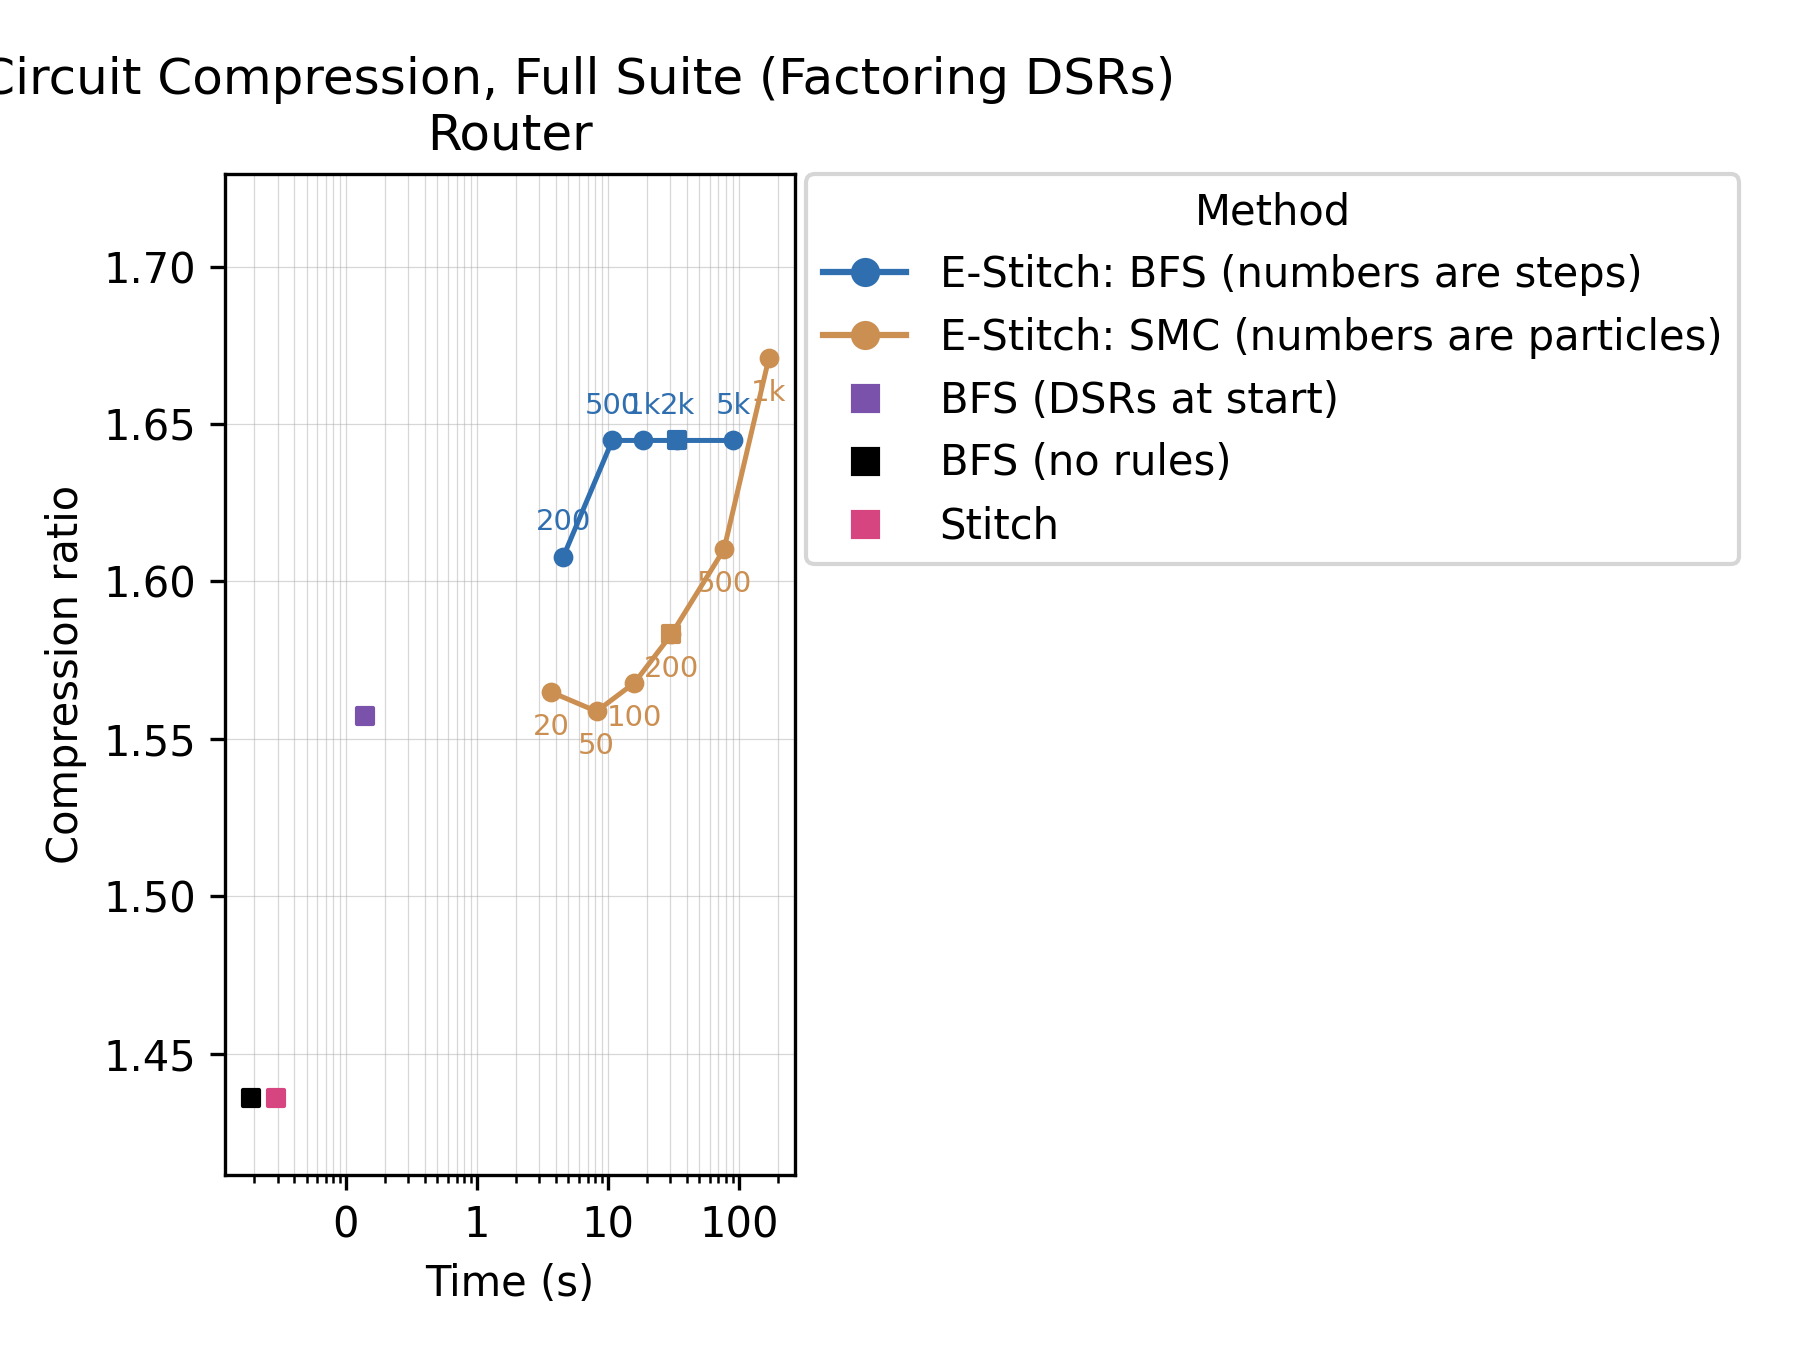 Circuit Compression, Full Suite (Factoring DSRs)
Router
Compression ratio
1.70
1.65
1.60
1.55
1.50
1.45
500
1k
2k
5k
1k
200
500
200
20
50
100
0
1
10
100
Time (s)
Method
E-Stitch: BFS (numbers are steps)
E-Stitch: SMC (numbers are particles)
BFS (DSRs at start)
BFS (no rules)
Stitch